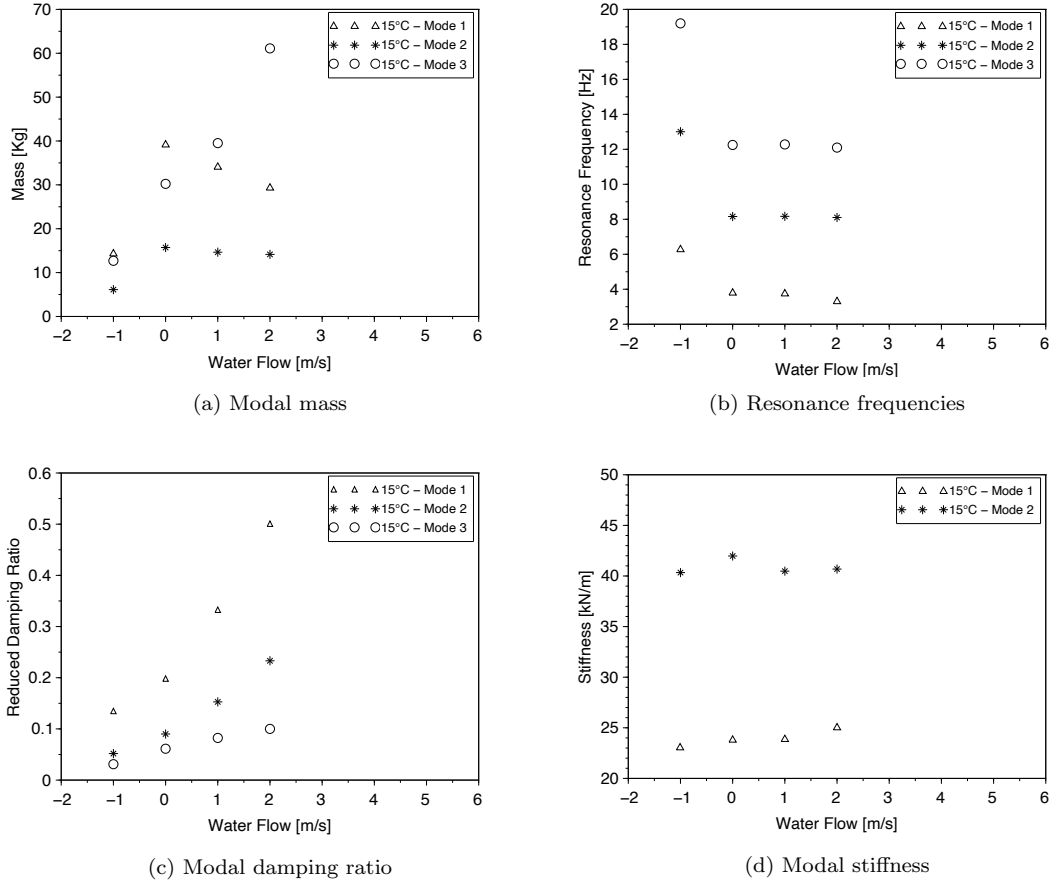 70
60
50
40
30
20
10
0
Mass [Kg]
−2 −1 0 1 2 3 4 5 6
Water Flow [m/s]
15°C − Mode 1
15°C − Mode 2
15°C − Mode 3
(a) Modal mass
20
18
16
14
12
10
8
6
4
2
Resonance Frequency [Hz]
−2 −1 0 1 2 3 4 5 6
Water Flow [m/s]
15°C − Mode 1
15°C − Mode 2
15°C − Mode 3
(b) Resonance frequencies
0.6
0.5
0.4
0.3
0.2
0.1
0
Reduced Damping Ratio
−2 −1 0 1 2 3 4 5 6
Water Flow [m/s]
15°C − Mode 1
15°C − Mode 2
15°C − Mode 3
(c) Modal damping ratio
50
45
40
35
30
25
20
Stiffness [kN/m]
−2 −1 0 1 2 3 4 5 6
Water Flow [m/s]
15°C − Mode 1
15°C − Mode 2
(d) Modal stiffness